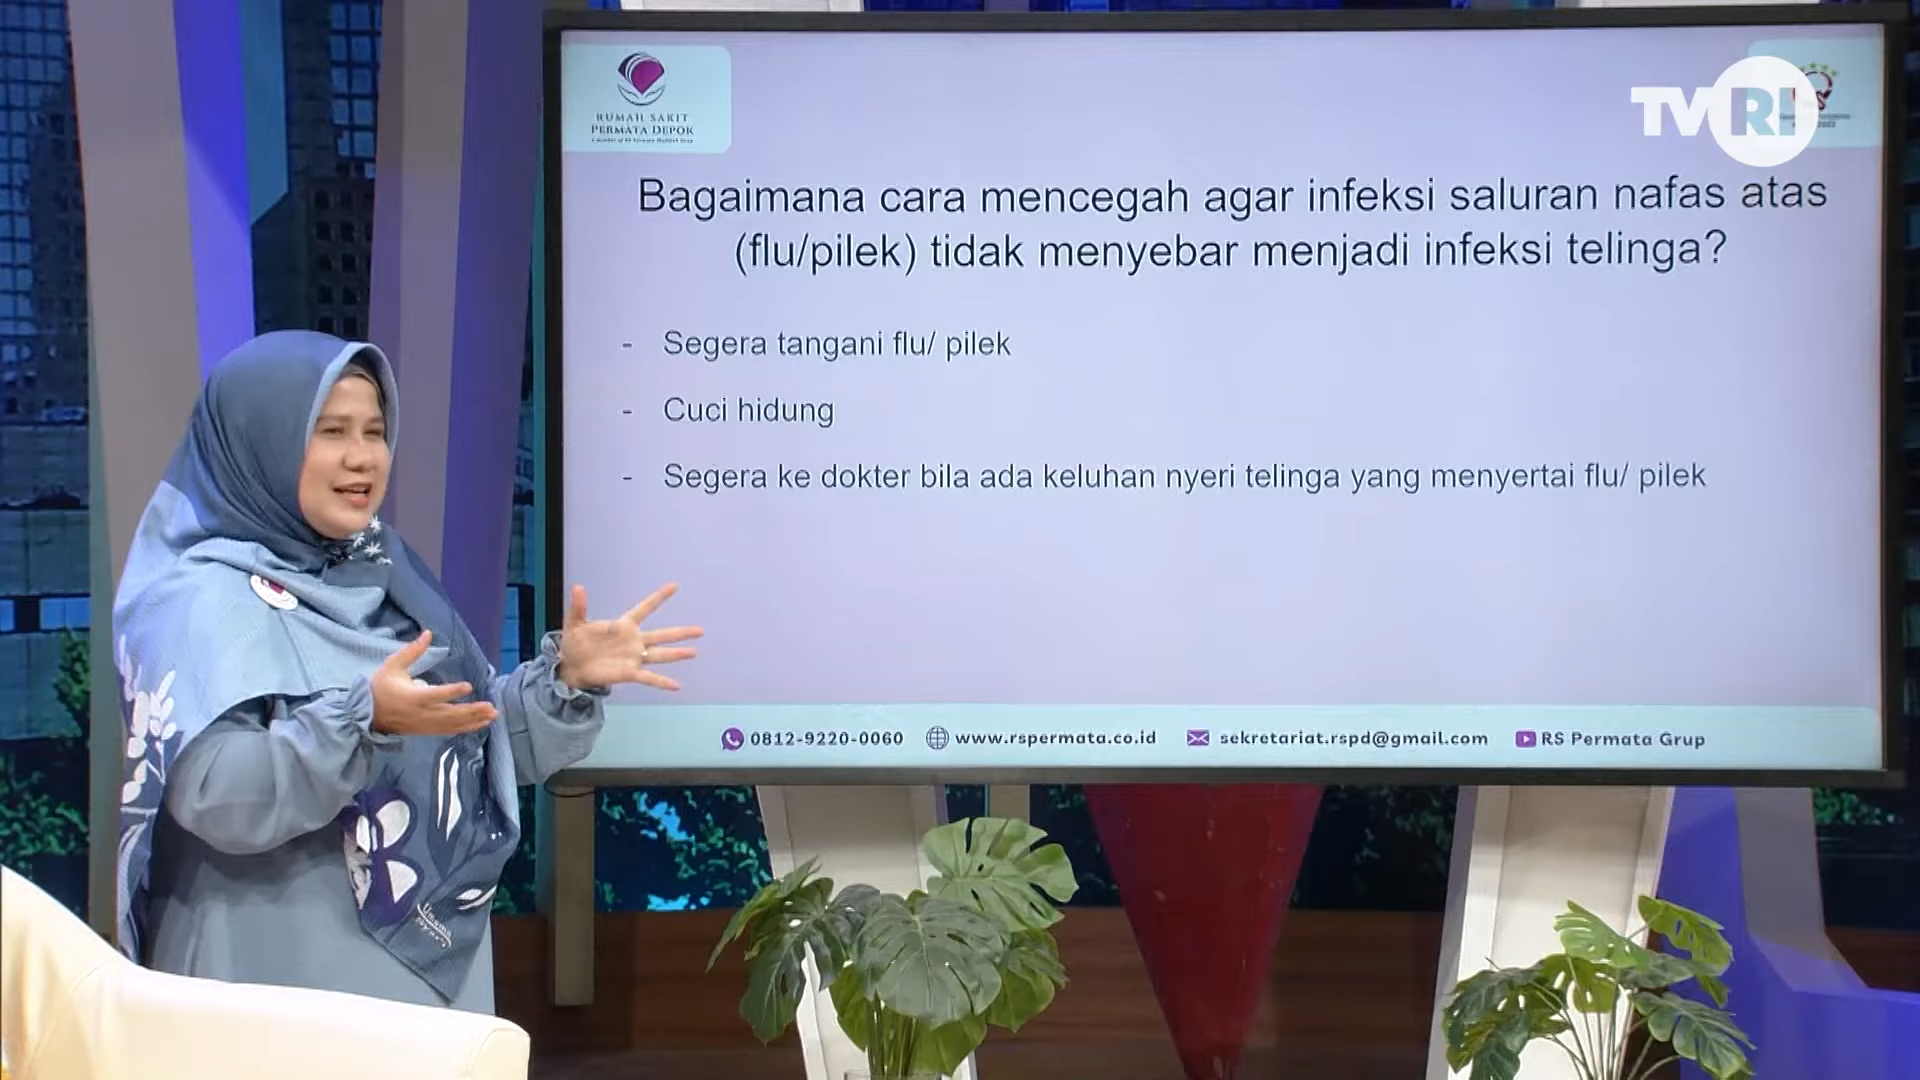 RUMAH SAKIT
PERMATA DEPOK
TVRI
Bagaimana cara mencegah agar infeksi saluran nafas atas
(flu/pilek) tidak menyebar menjadi infeksi telinga?
- Segera tangani flu/ pilek
- Cuci hidung
- Segera ke dokter bila ada keluhan nyeri telinga yang menyertai flu/ pilek
0812-9220-0060 www.rspermata.co.id sekretariat.rspd@gmail.com RS Permata Grup